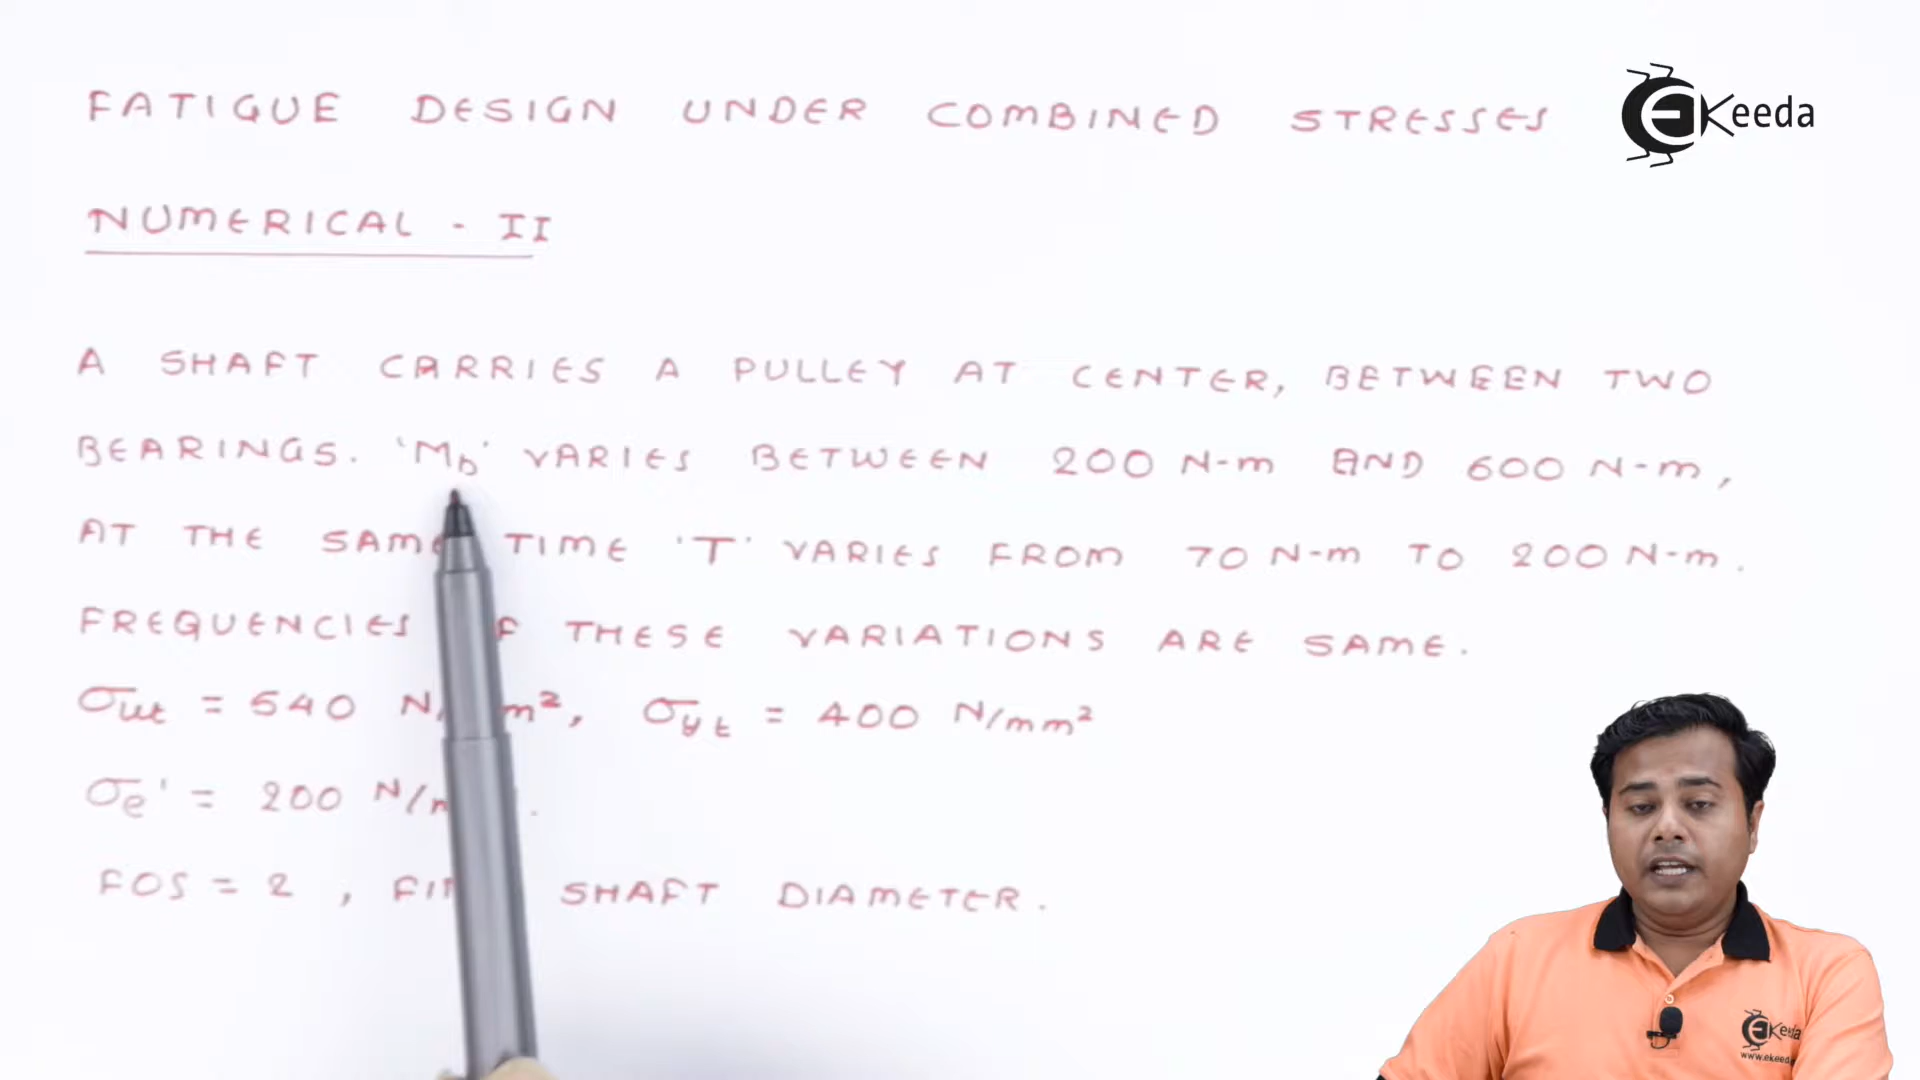 FATIGUE DESIGN UNDER COMBINED STRESSES
EKeeda
NUMERICAL - II
A SHAFT CARRIES A PULLEY AT CENTER, BETWEEN TWO
BEARINGS. 'Mb' VARIES BETWEEN 200 N-m AND 600 N-m,
AT THE SAME TIME 'T' VARIES FROM 70 N-m TO 200 N-m.
FREQUENCIES THESE VARIATIONS ARE SAME.
σut = 540 N/mm², σyt = 400 N/mm²
σe' = 200
FOS = 2, SHAFT DIAMETER.
EKeeda